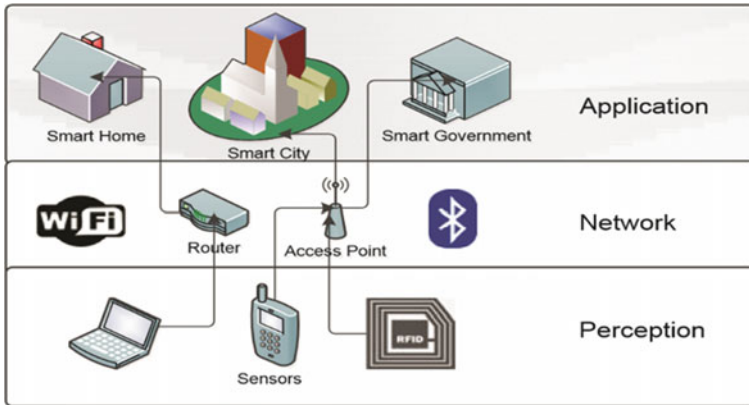 Smart Home
Smart City
Smart Government
Application
WiFi
Router
Access Point
Network
Sensors
RFID
Perception